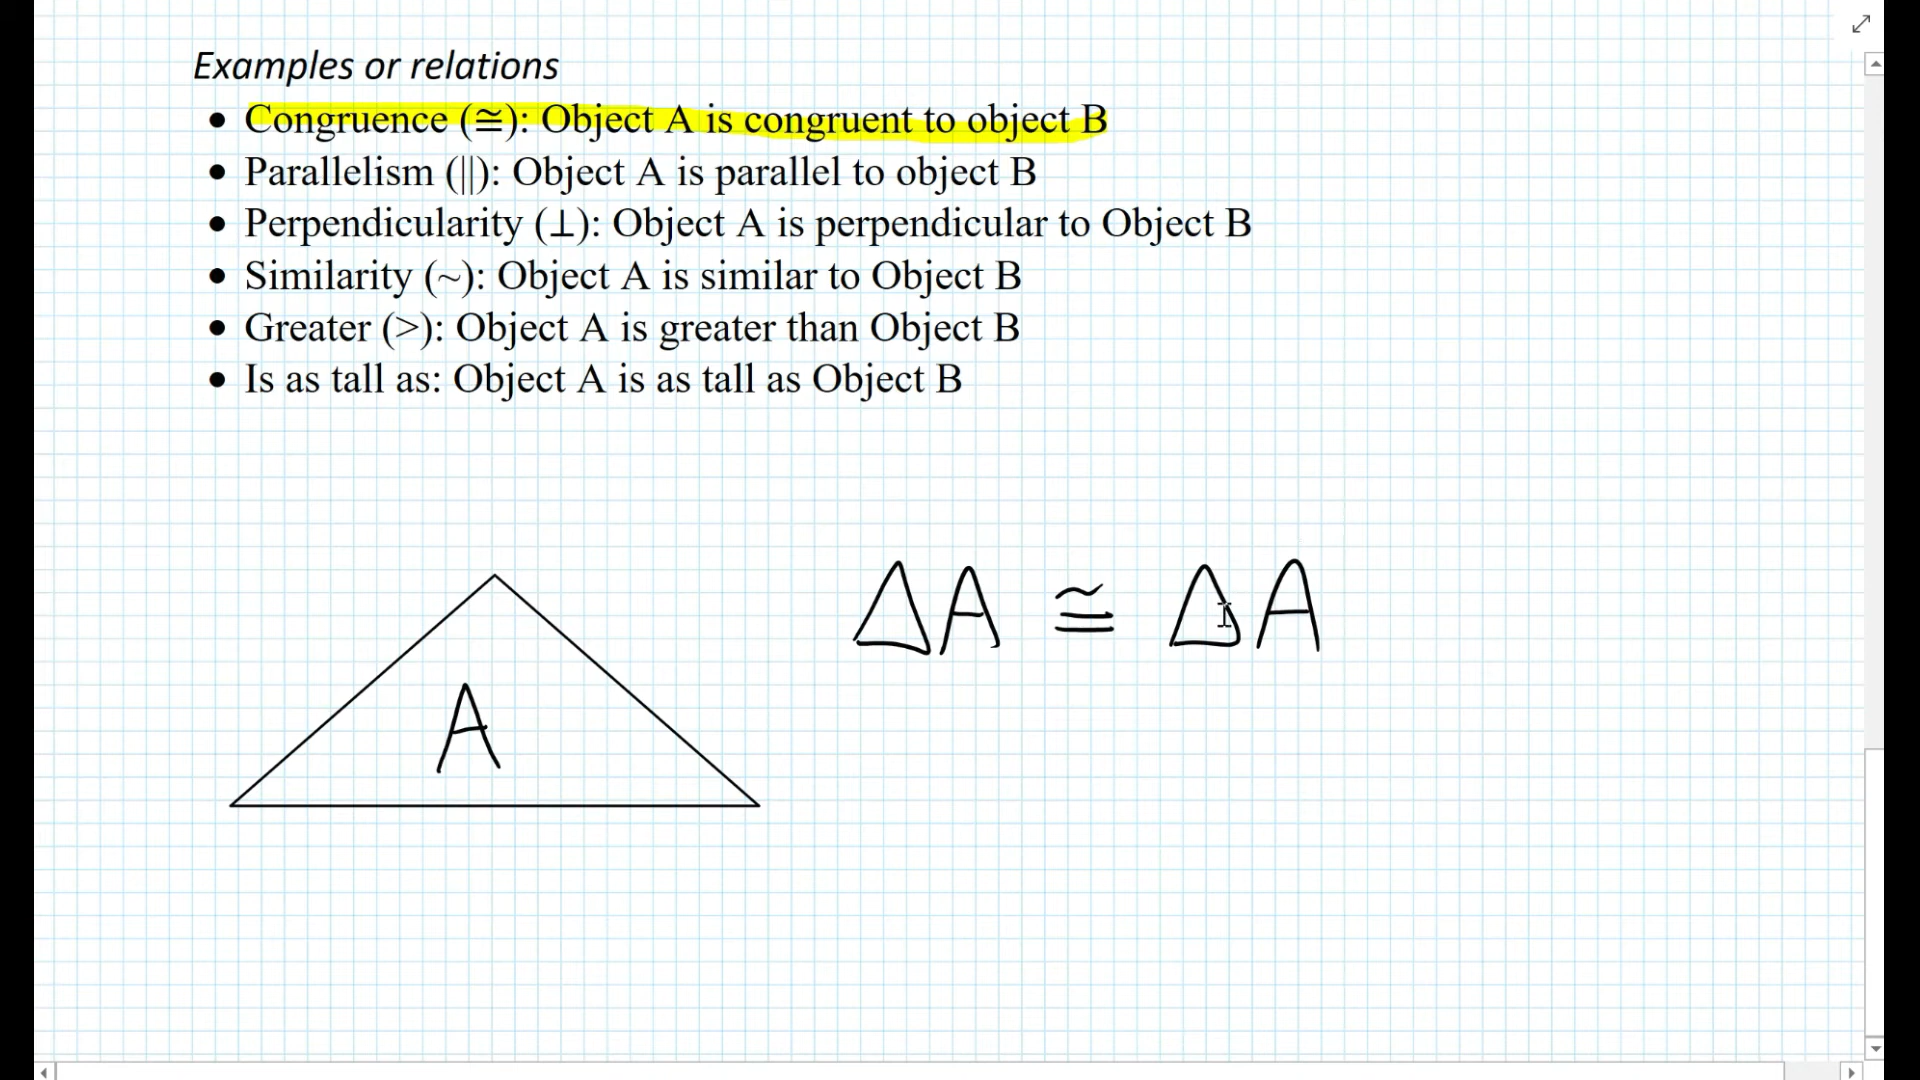 Examples or relations
• Congruence (≅): Object A is congruent to object B
• Parallelism (||): Object A is parallel to object B
• Perpendicularity (⊥): Object A is perpendicular to Object B
• Similarity (~): Object A is similar to Object B
• Greater (>): Object A is greater than Object B
• Is as tall as: Object A is as tall as Object B
ΔA ≅ ΔA
A